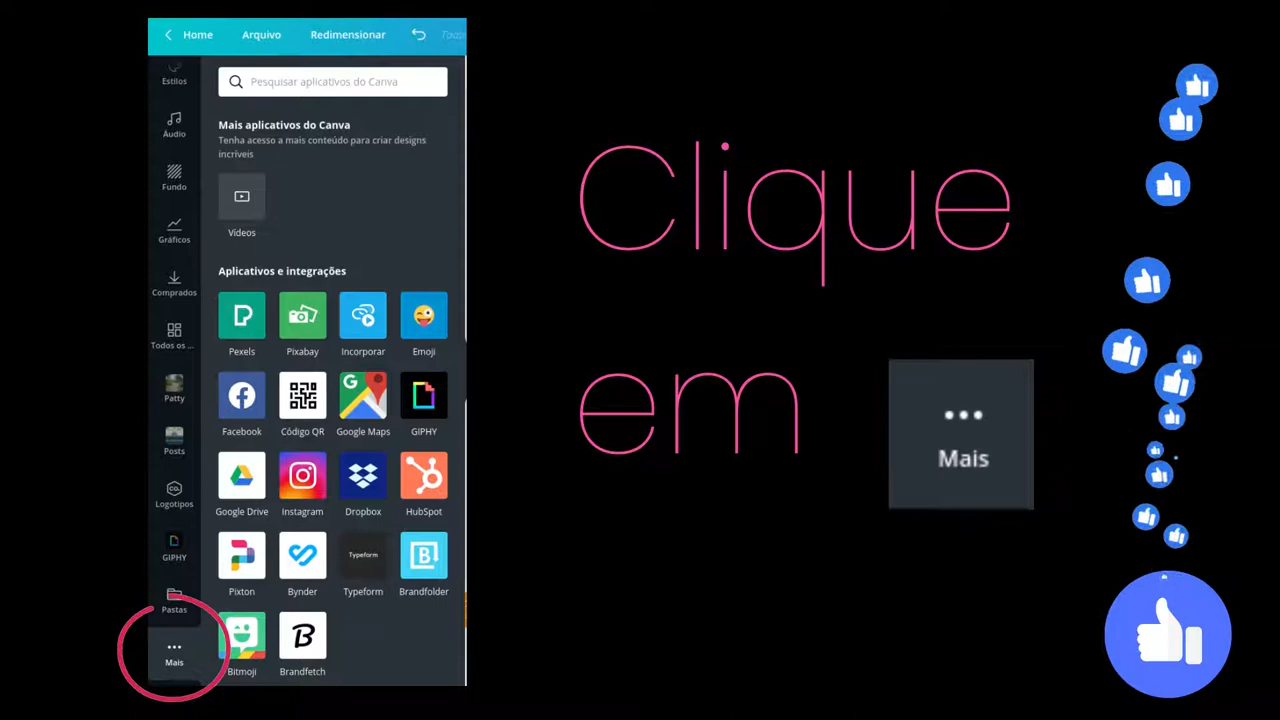 Home Arquivo Redimensionar
Estilos
Áudio
Fundo
Gráficos
Comprados
Todos os ...
Patty
Posts
Logotipos
GIPHY
Pastas
Mais
Pesquisar aplicativos do Canva
Mais aplicativos do Canva
Tenha acesso a mais conteúdo para criar designs
incríveis
Vídeos
Aplicativos e integrações
Pexels Pixabay Incorporar Emoji
Facebook Código QR Google Maps GIPHY
Google Drive Instagram Dropbox HubSpot
Typeform
Pixton Bynder Typeform Brandfolder
Bitmoji Brandfetch
Clique
em
Mais